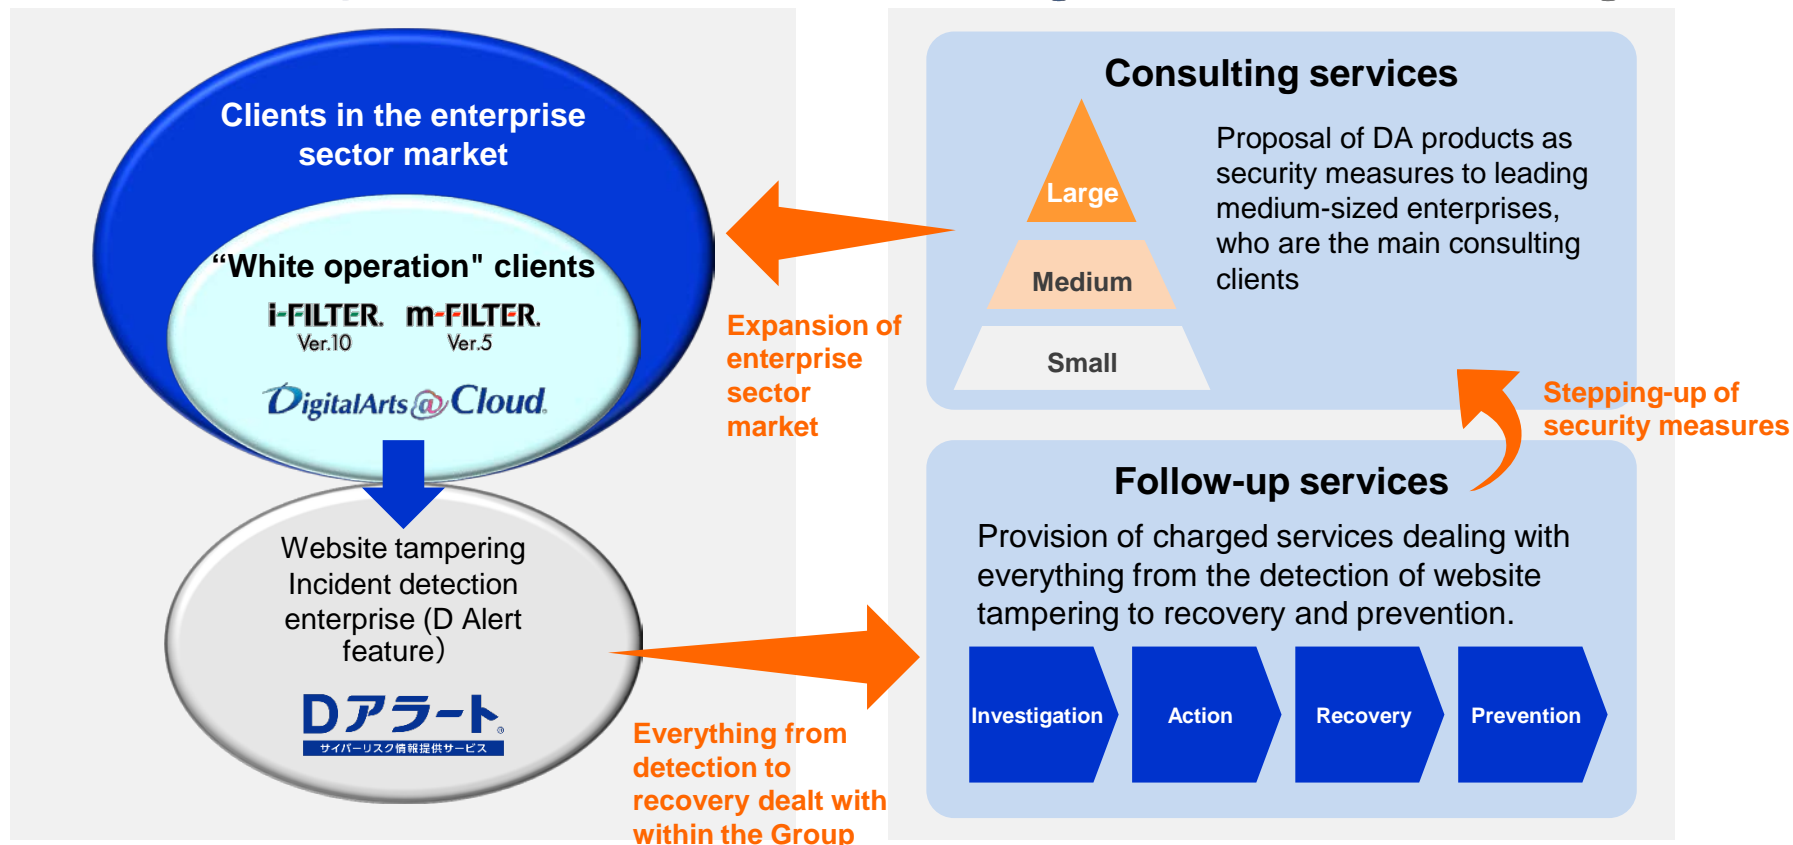 Clients in the enterprise
sector market
“White operation" clients
i-FILTER. m-FILTER.
Ver.10 Ver.5
DigitalArts@Cloud.
Website tampering
Incident detection
enterprise (D Alert
feature）
Dアラート®
サイバーリスク情報提供サービス
Expansion of
enterprise
sector
market
Everything from
detection to
recovery dealt with
within the Group
Consulting services
Large
Medium
Small
Proposal of DA products as
security measures to leading
medium-sized enterprises,
who are the main consulting
clients
Stepping-up of
security measures
Follow-up services
Provision of charged services dealing with
everything from the detection of website
tampering to recovery and prevention.
Investigation
Action
Recovery
Prevention